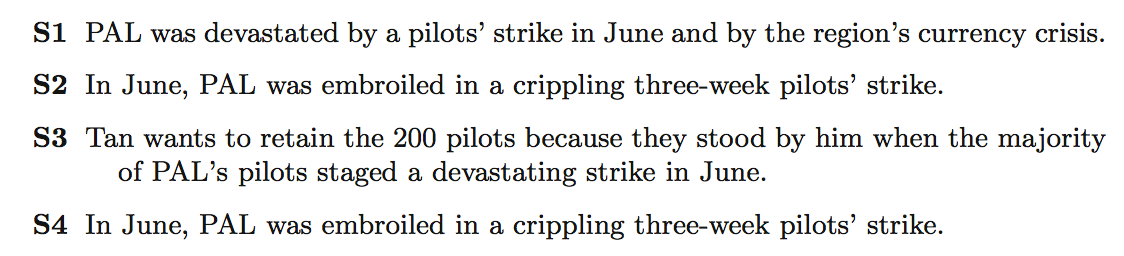 S1 PAL was devastated by a pilots’ strike in June and by the region’s currency crisis.
S2 In June, PAL was embroiled in a crippling three-week pilots’ strike.
S3 Tan wants to retain the 200 pilots because they stood by him when the majority
of PAL’s pilots staged a devastating strike in June.
S4 In June, PAL was embroiled in a crippling three-week pilots’ strike.